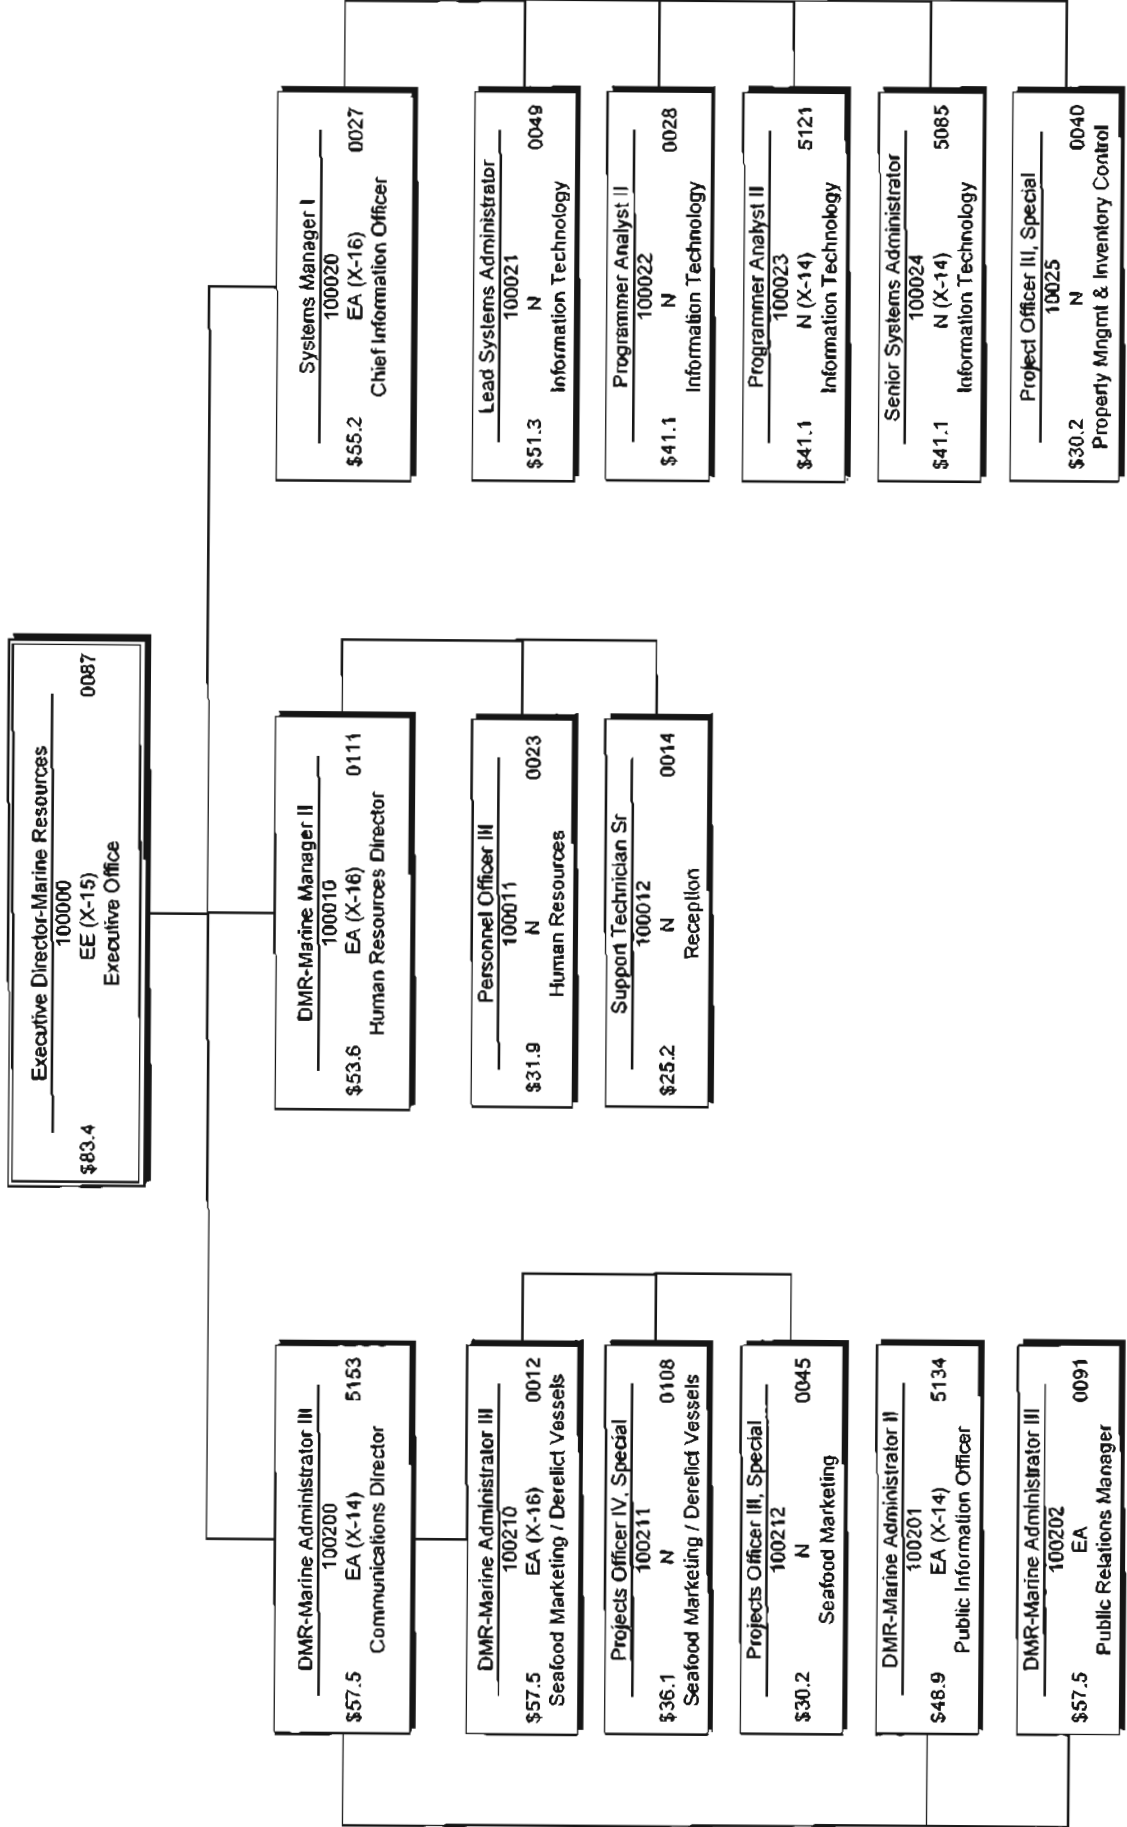 Executive Director-Marine Resources
100000
$83.4 EE (X-15) 0087
Executive Office
DMR-Marine Administrator III
100200
$57.5 EA (X-14) 5153
Communications Director
DMR-Marine Administrator III
100210
$57.5 EA (X-16) 0012
Seafood Marketing / Derelict Vessels
Projects Officer IV, Special
100211
$36.1 N 0108
Seafood Marketing / Derelict Vessels
Projects Officer III, Special
100212
$30.2 N 0045
Seafood Marketing
DMR-Marine Administrator II
100201
$48.9 EA (X-14) 5134
Public Information Officer
DMR-Marine Administrator III
100202
$57.5 EA 0091
Public Relations Manager
DMR-Marine Manager II
100010
$53.6 EA (X-16) 0111
Human Resources Director
Personnel Officer III
100011
$31.9 N 0023
Human Resources
Support Technician Sr
100012
$25.2 N 0014
Reception
Systems Manager I
100020
$55.2 EA (X-16) 0027
Chief Information Officer
Lead Systems Administrator
100021
$51.3 N 0049
Information Technology
Programmer Analyst II
100022
$41.1 N 0028
Information Technology
Programmer Analyst II
100023
$41.1 N (X-14) 5121
Information Technology
Senior Systems Administrator
100024
$41.1 N (X-14) 5085
Information Technology
Project Officer III, Special
10025
$30.2 N 0040
Property Mngmt & Inventory Control